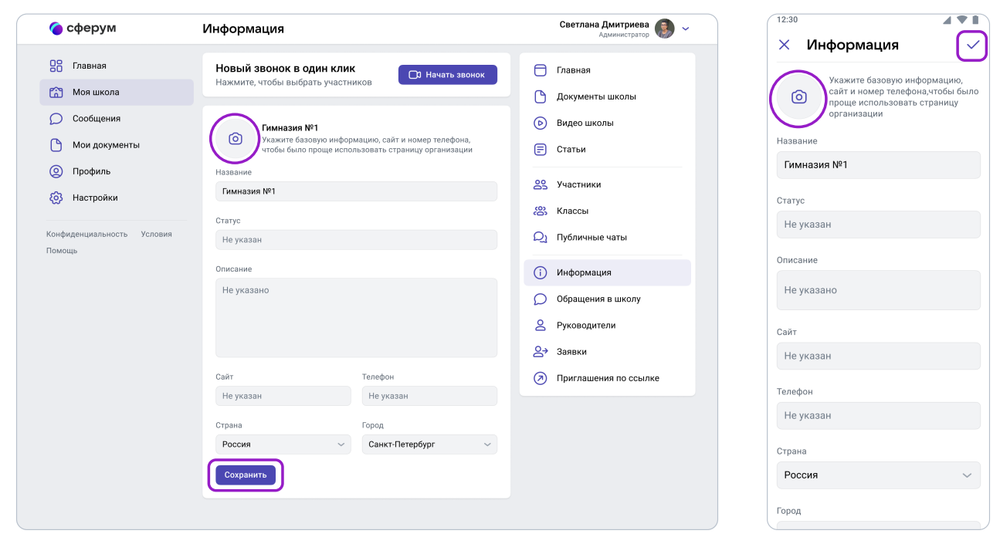 сферум
Информация
Светлана Дмитриева
Администратор
Главная
Моя школа
Сообщения
Мои документы
Профиль
Настройки
Конфиденциальность Условия
Помощь
Новый звонок в один клик
Нажмите, чтобы выбрать участников
Начать звонок
Гимназия №1
Укажите базовую информацию, сайт и номер телефона,
чтобы было проще использовать страницу организации
Название
Гимназия №1
Статус
Не указан
Описание
Не указано
Сайт Телефон
Не указан Не указан
Страна Город
Россия Санкт-Петербург
Сохранить
Главная
Документы школы
Видео школы
Статьи
Участники
Классы
Публичные чаты
Информация
Обращения в школу
Руководители
Заявки
Приглашения по ссылке
12:30
Информация
Укажите базовую информацию,
сайт и номер телефона,чтобы было
проще использовать страницу
организации
Название
Гимназия №1
Статус
Не указан
Описание
Не указано
Сайт
Не указан
Телефон
Не указан
Страна
Россия
Город